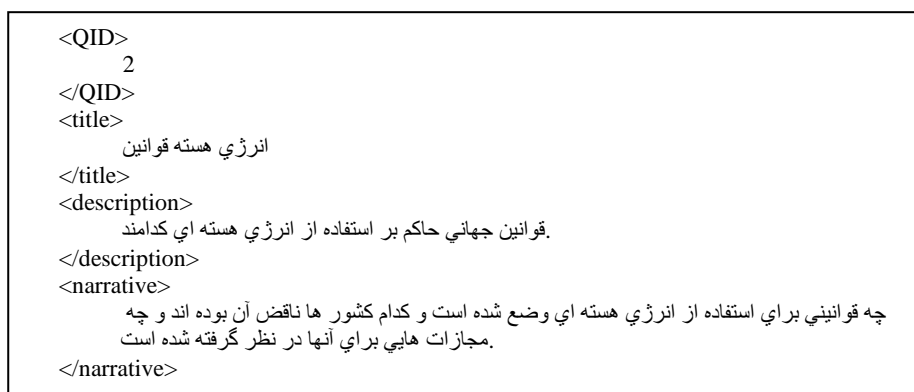 <QID>
2
</QID>
<title>
انرژي هسته قوانين
</title>
<description>
قوانين جهاني حاكم بر استفاده از انرژي هسته اي كدامند.
</description>
<narrative>
چه قوانيني براي استفاده از انرژي هسته اي وضع شده است و كدام كشور ها ناقض آن بوده اند و چه
مجازات هايي براي آنها در نظر گرفته شده است.
</narrative>